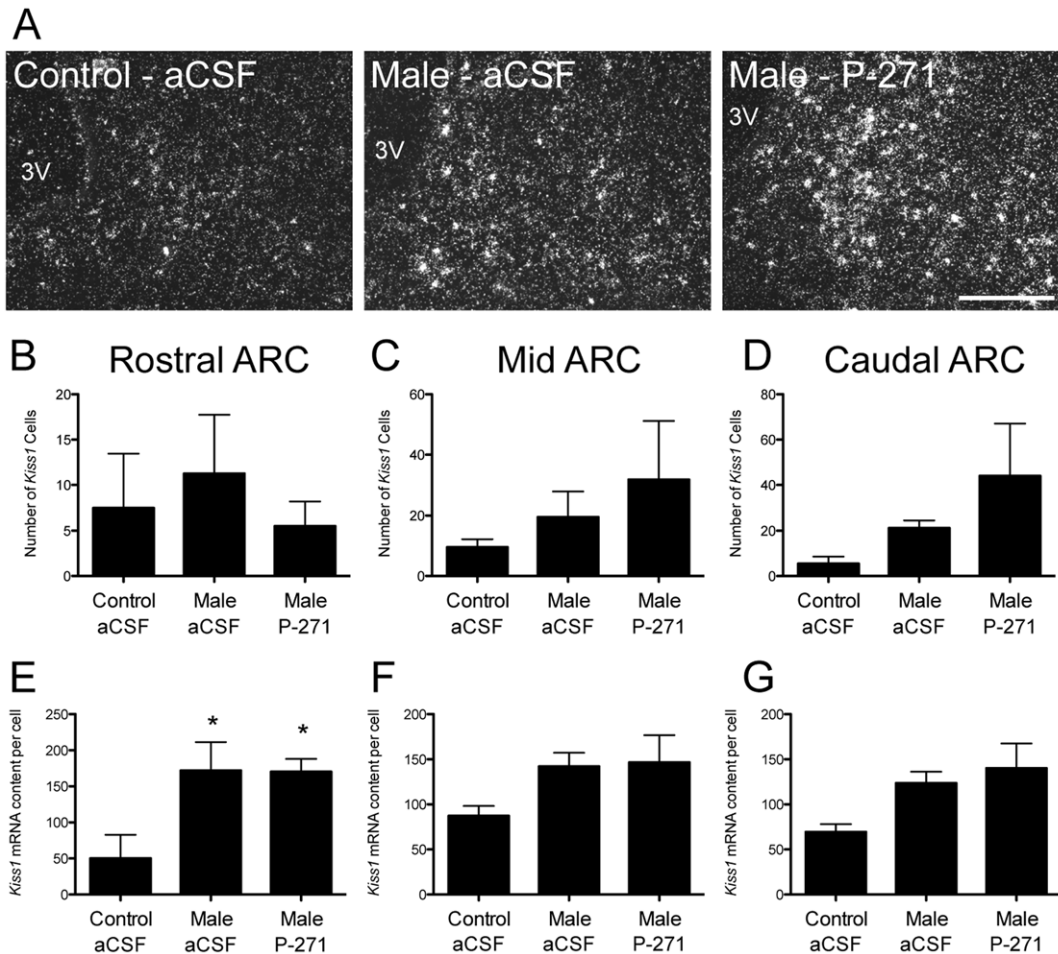 A
Control - aCSF
3V
Male - aCSF
3V
Male - P-271
3V
B
Rostral ARC
Number of Kiss1 Cells
20
15
10
5
0
Control aCSF
Male aCSF
Male P-271
C
Mid ARC
Number of Kiss1 Cells
60
40
20
0
Control aCSF
Male aCSF
Male P-271
D
Caudal ARC
Number of Kiss1 Cells
80
60
40
20
0
Control aCSF
Male aCSF
Male P-271
E
Kiss1 mRNA content per cell
250
200
150
100
50
0
*
*
Control aCSF
Male aCSF
Male P-271
F
Kiss1 mRNA content per cell
200
150
100
50
0
Control aCSF
Male aCSF
Male P-271
G
Kiss1 mRNA content per cell
200
150
100
50
0
Control aCSF
Male aCSF
Male P-271